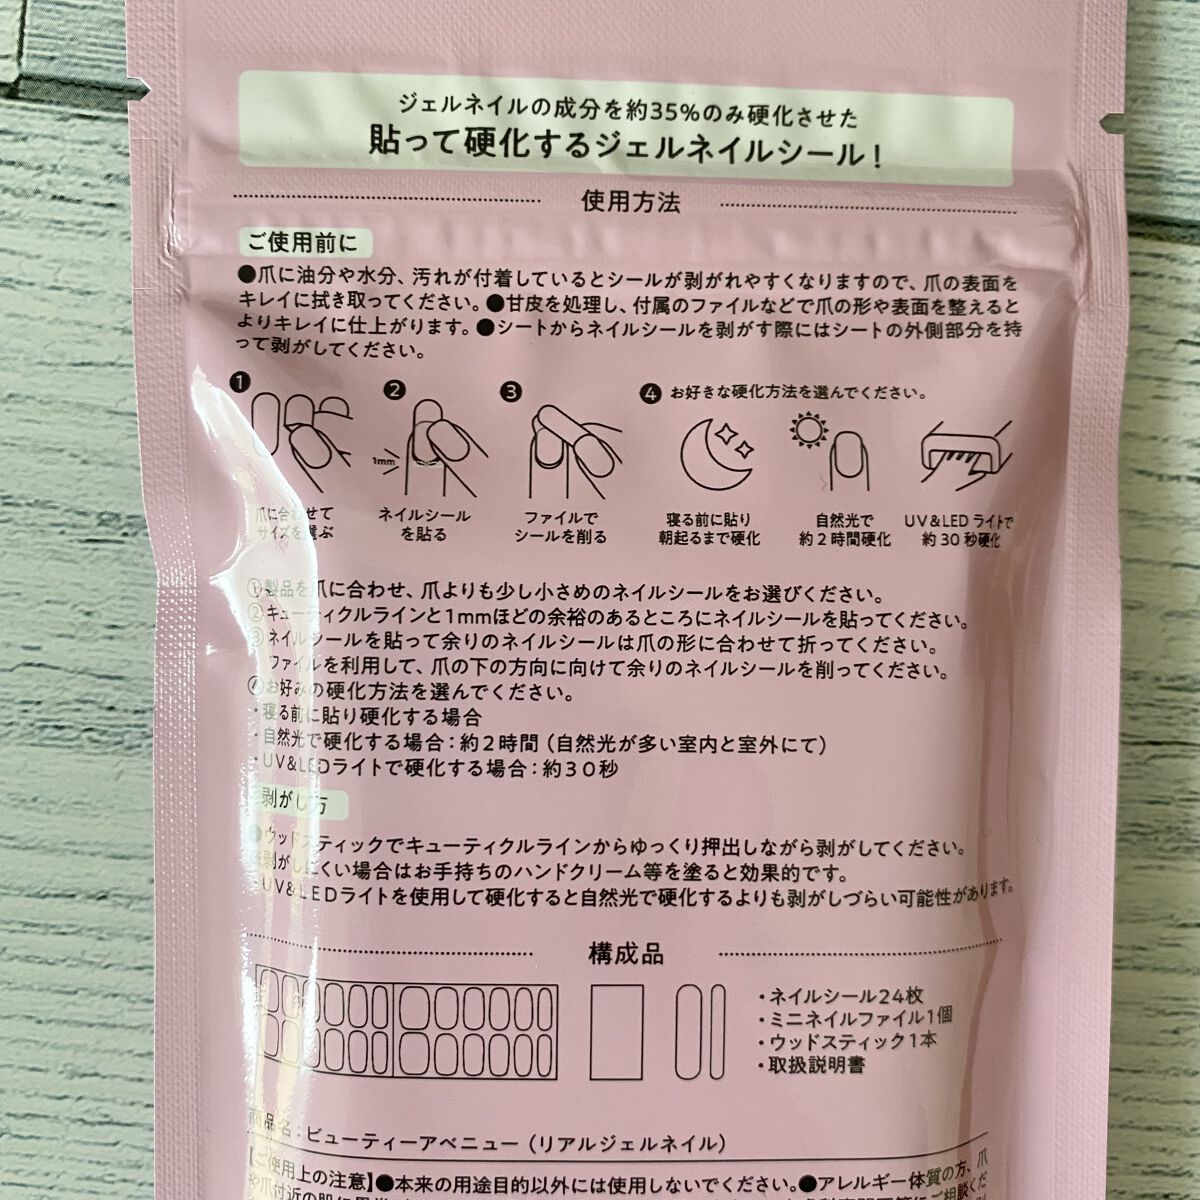 ジェルネイルの成分を約35%のみ硬化させた
貼って硬化するジェルネイルシール!
使用方法
ご使用前に
●爪に油分や水分、汚れが付着しているとシールが剥がれやすくなりますので、爪の表面を
キレイに拭き取ってください。●甘皮を処理し、付属のファイルなどで爪の形や表面を整えると
よりキレイに仕上がります。●シートからネイルシールを剥がす際にはシートの外側部分を持
って剥がしてください。
❶
❷
❸
❹ お好きな硬化方法を選んでください。
1mm
爪に合わせて
サイズを選ぶ
ネイルシール
を貼る
ファイルで
シールを削る
寝る前に貼り
朝起るまで硬化
自然光で
約2時間硬化
UV&LED ライトで
約30秒硬化
①製品を爪に合わせ、爪よりも少し小さめのネイルシールをお選びください。
②キューティクルラインと1mmほどの余裕のあるところにネイルシールを貼ってください。
③ネイルシールを貼って余りのネイルシールは爪の形に合わせて折ってください。
ファイルを利用して、爪の下の方向に向けて余りのネイルシールを削ってください。
④お好みの硬化方法を選んでください。
・寝る前に貼り硬化する場合
・自然光で硬化する場合:約2時間(自然光が多い室内と室外にて)
・UV&LEDライトで硬化する場合:約30秒
剥がし方
●ウッドスティックでキューティクルラインからゆっくり押出しながら剥がしてください。
剥がしにくい場合はお手持ちのハンドクリーム等を塗ると効果的です。
UV&LEDライトを使用して硬化すると自然光で硬化するよりも剥がしづらい可能性があります。
構成品
・ネイルシール24枚
・ミニネイルファイル1個
・ウッドスティック1本
・取扱説明書
商品名:ビューティーアベニュー(リアルジェルネイル)
【ご使用上の注意】●本来の用途目的以外には使用しないでください。●アレルギー体質の方、爪
や爪付近の肌に